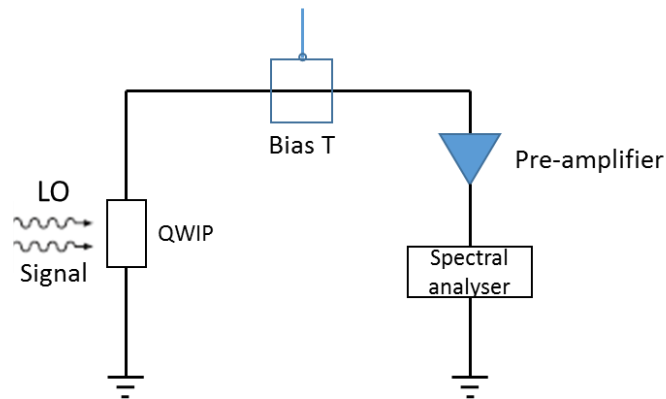 Bias T
Pre-amplifier
LO
QWIP
Signal
Spectral
analyser